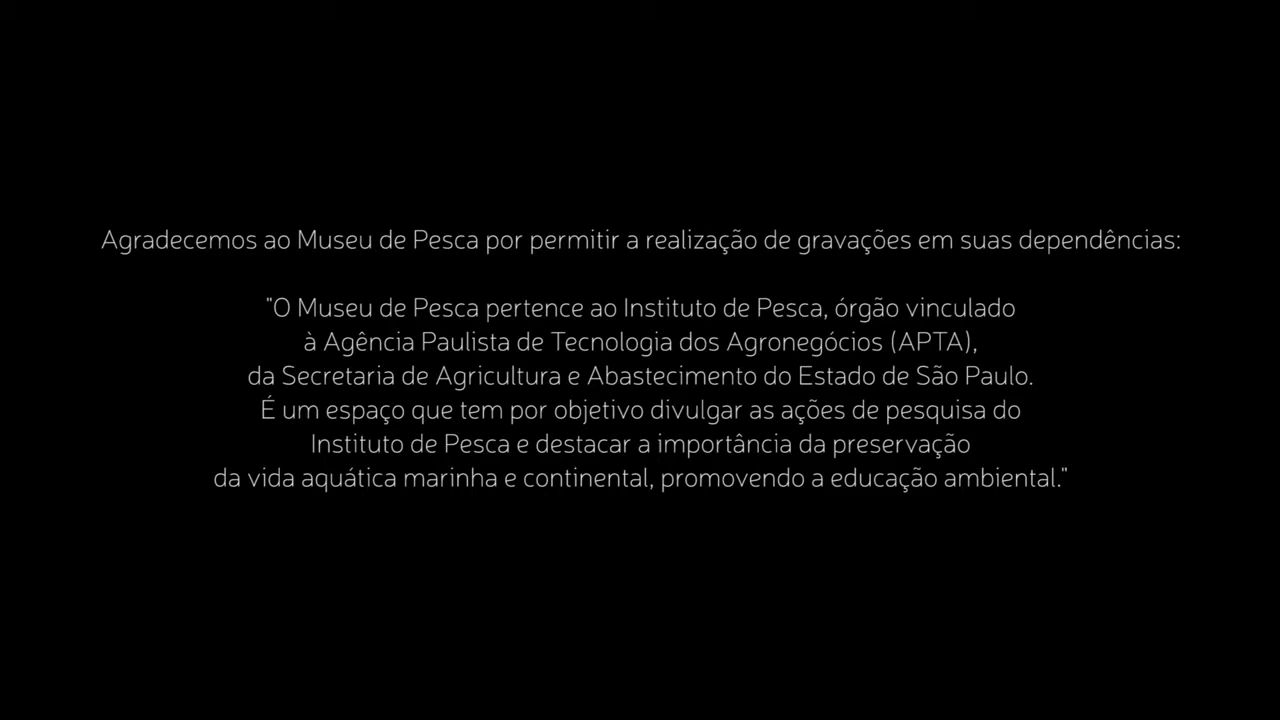 Agradecemos ao Museu de Pesca por permitir a realização de gravações em suas dependências:
"O Museu de Pesca pertence ao Instituto de Pesca, órgão vinculado
à Agência Paulista de Tecnologia dos Agronegócios (APTA),
da Secretaria de Agricultura e Abastecimento do Estado de São Paulo.
É um espaço que tem por objetivo divulgar as ações de pesquisa do
Instituto de Pesca e destacar a importância da preservação
da vida aquática marinha e continental, promovendo a educação ambiental."